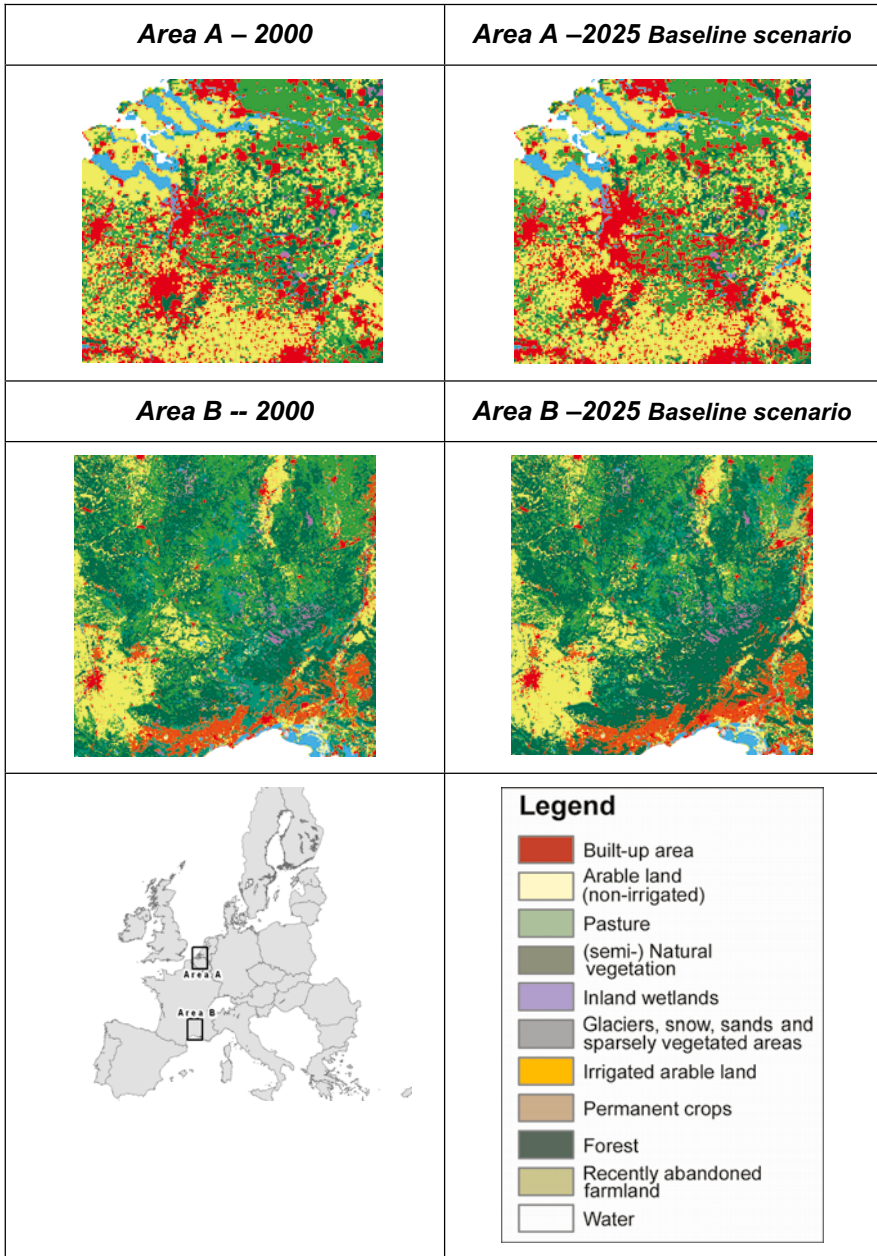 Area A – 2000
Area A –2025 Baseline scenario
Area B -- 2000
Area B –2025 Baseline scenario
Area A
Area B
Legend
Built-up area
Arable land
(non-irrigated)
Pasture
(semi-) Natural
vegetation
Inland wetlands
Glaciers, snow, sands and
sparsely vegetated areas
Irrigated arable land
Permanent crops
Forest
Recently abandoned
farmland
Water